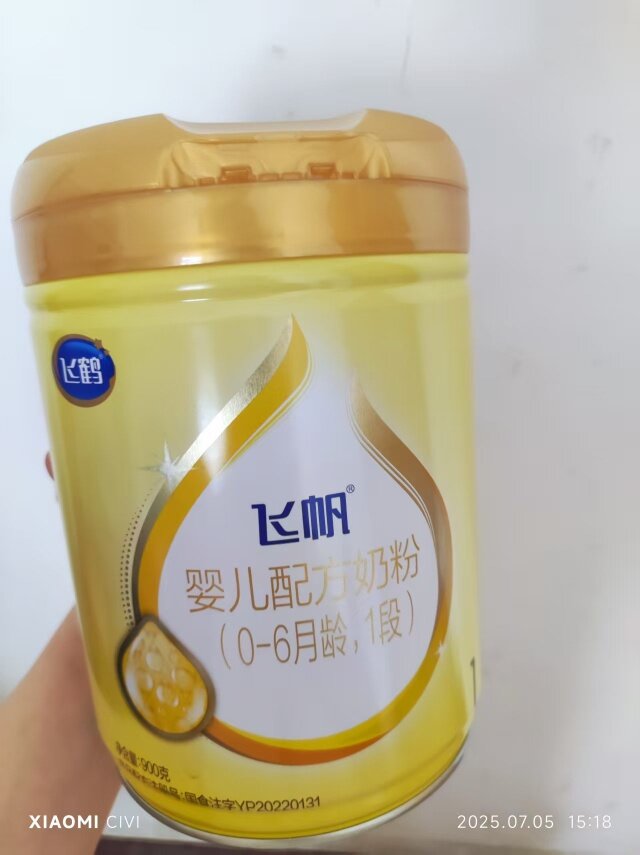 飞鹤
飞帆®
婴儿配方奶粉
(0-6月龄, 1段)
1
净含量:900克
国食注字YP20220131
XIAOMI CIVI
2025.07.05 15:18